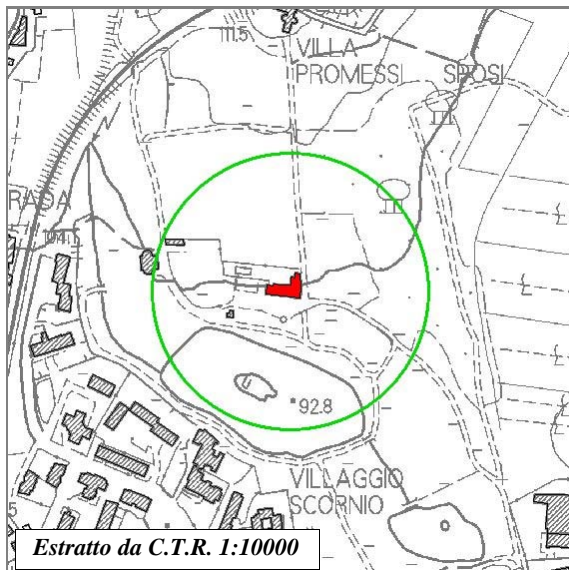 111.5
VILLA
PROMESSI SPOSI
RADA
92.8
VILLAGGIO
SCORNIO
Estratto da C.T.R. 1:10000